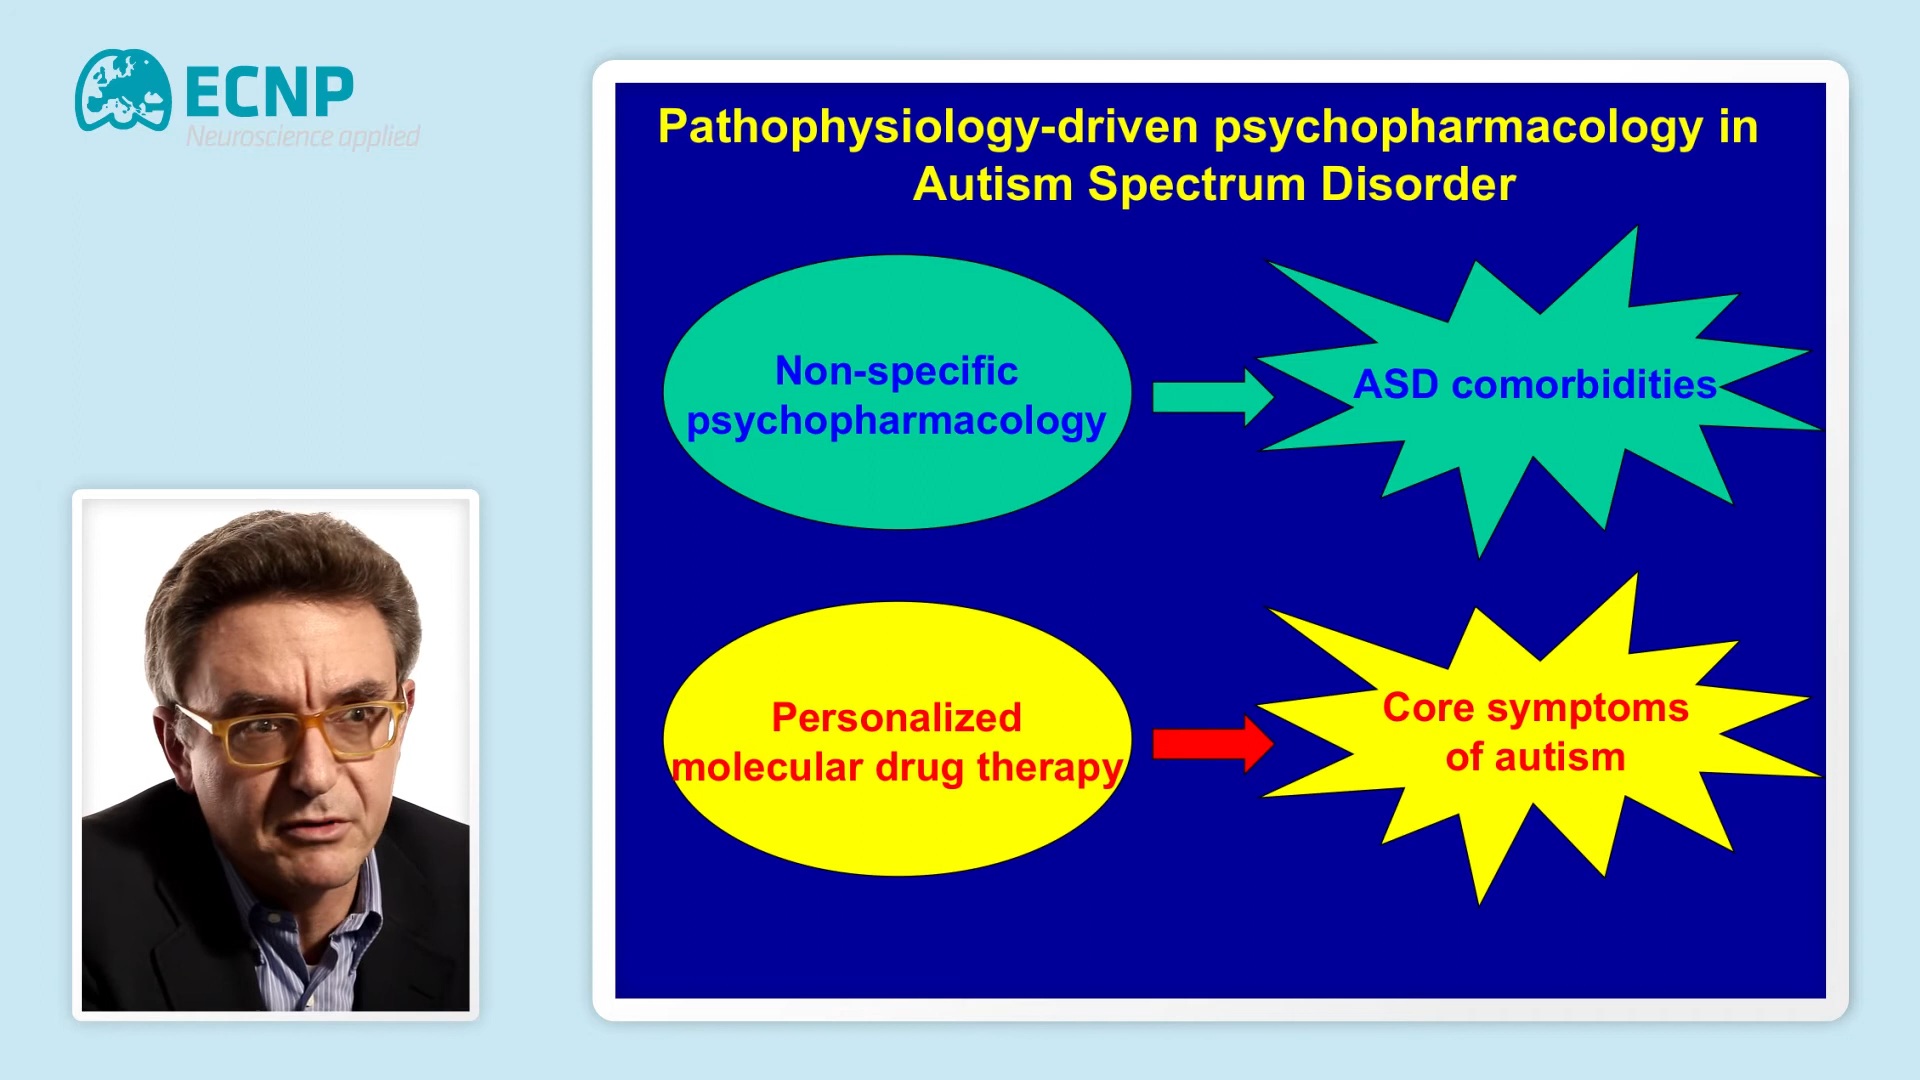 ECNP
Neuroscience applied
Pathophysiology-driven psychopharmacology in
Autism Spectrum Disorder
Non-specific
psychopharmacology
ASD comorbidities
Personalized
molecular drug therapy
Core symptoms
of autism